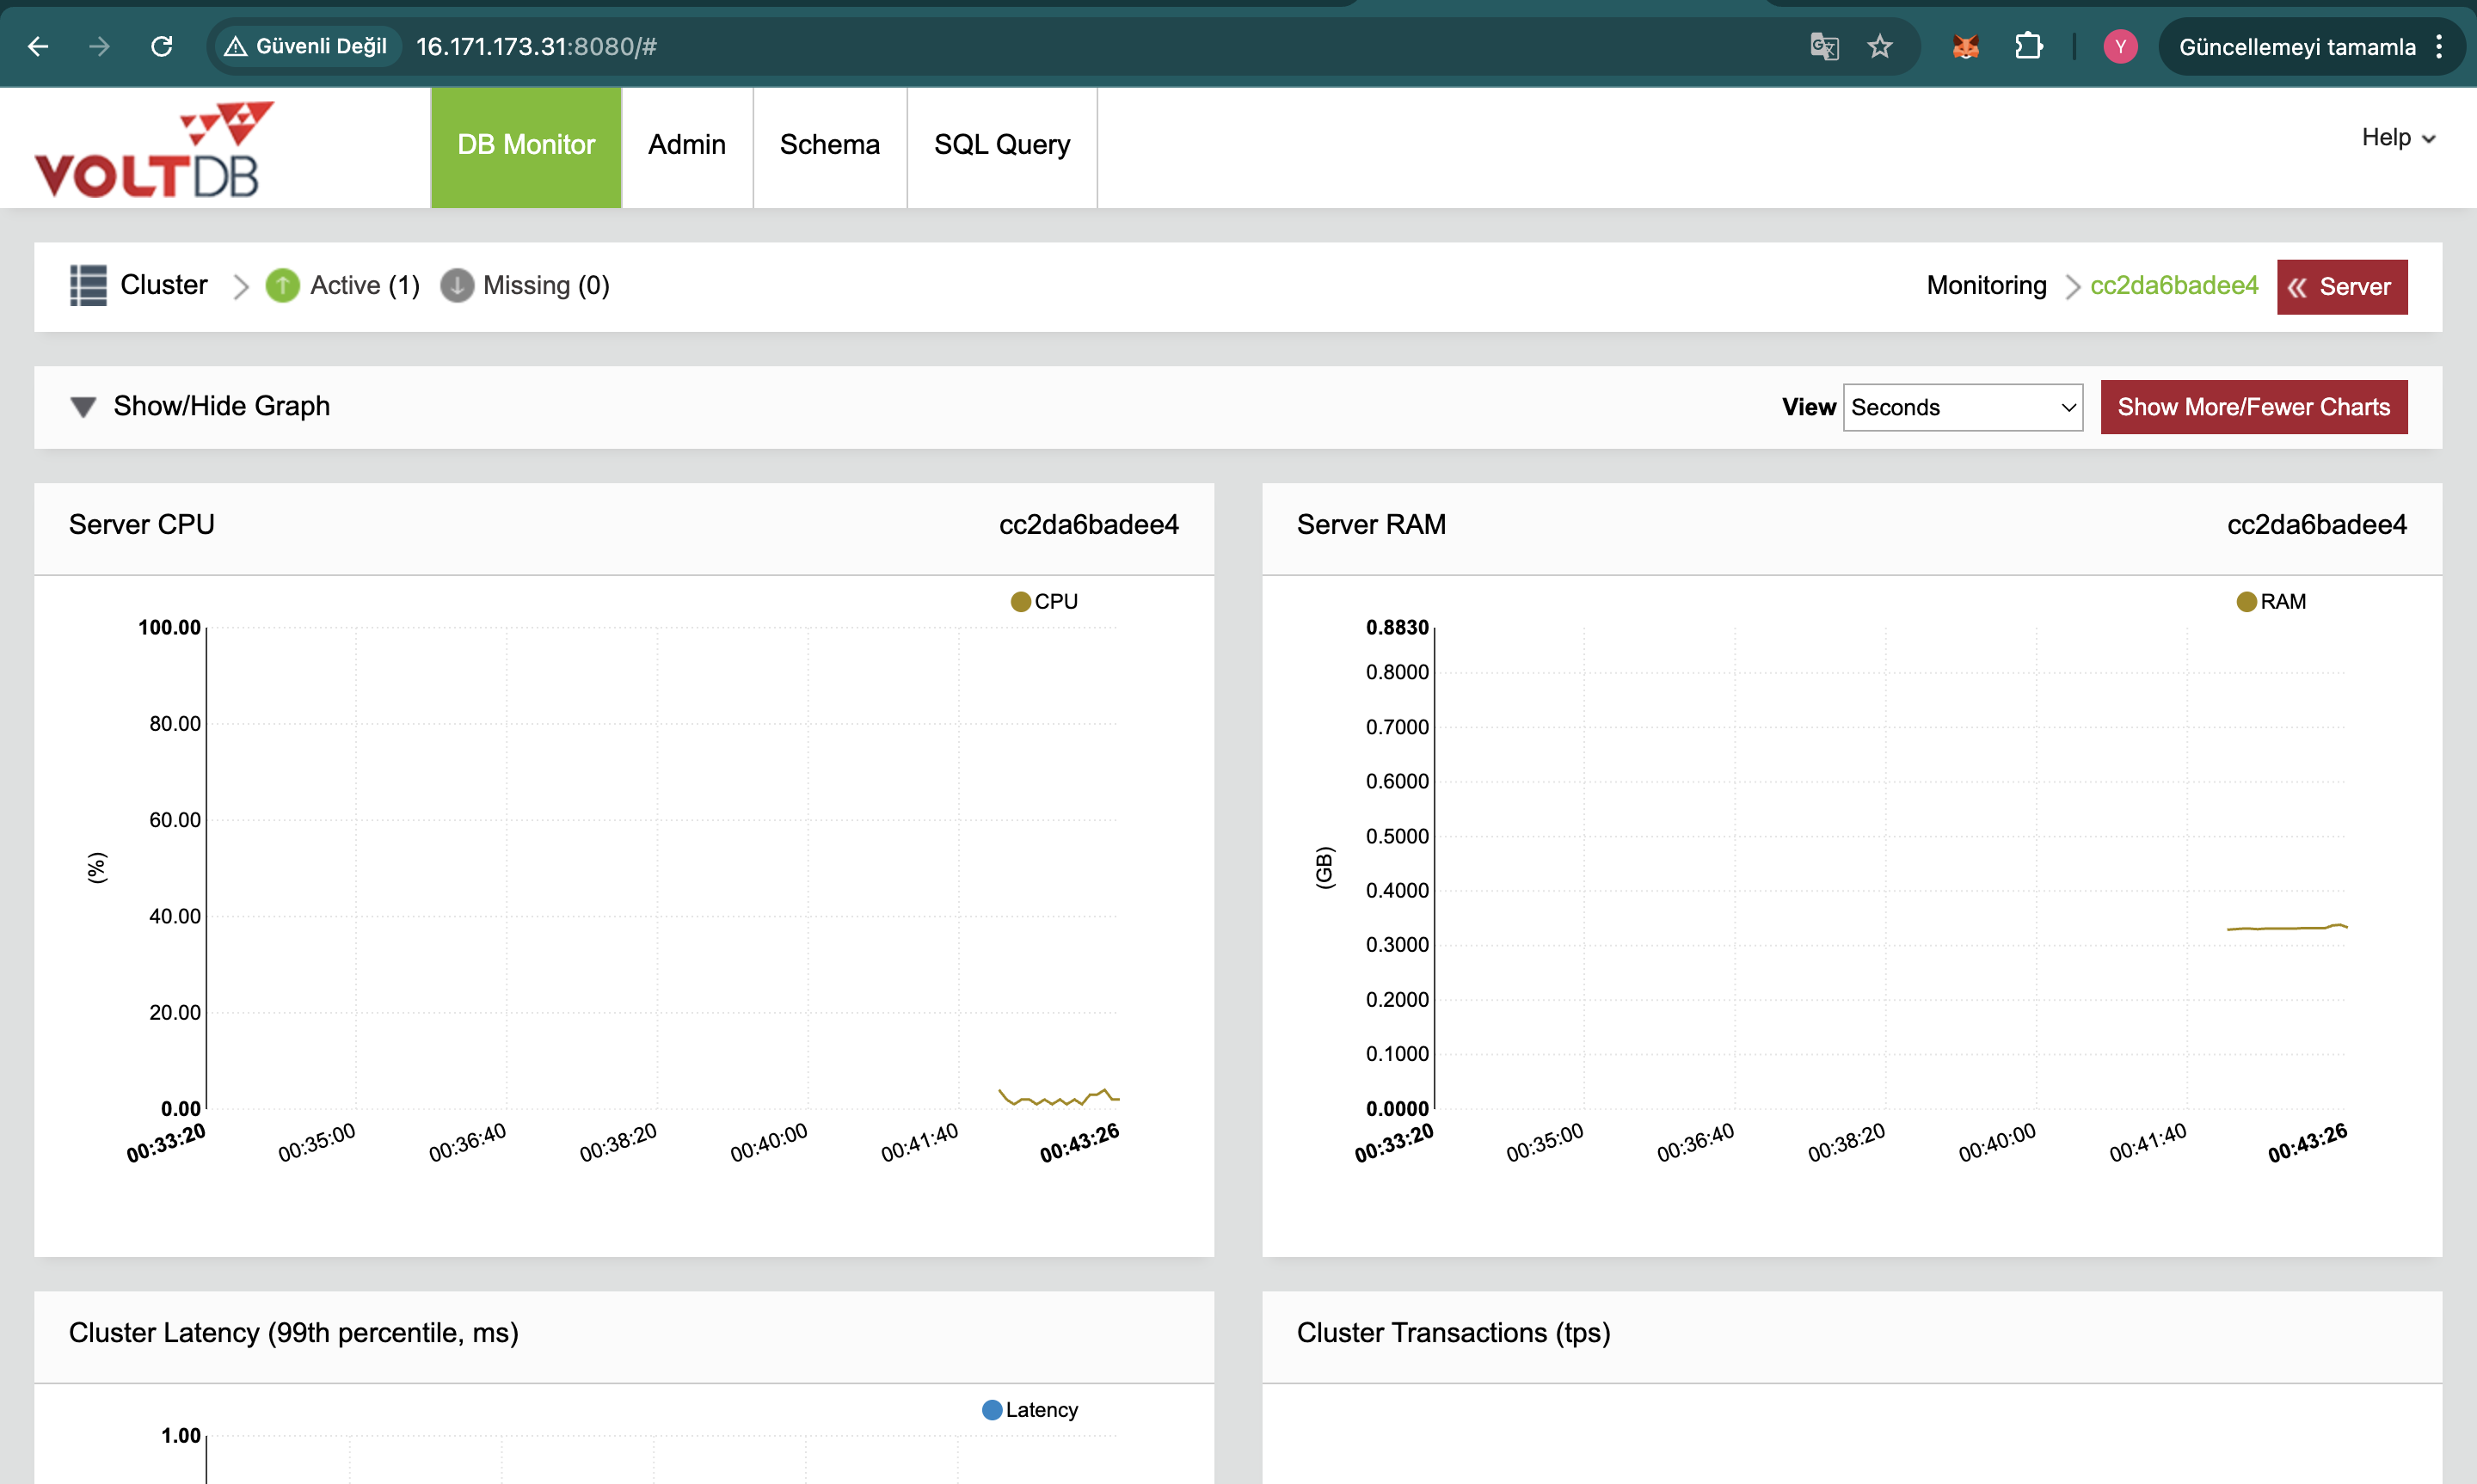 Güvenli Değil 16.171.173.31:8080/# Y Güncellemeyi tamamla
VOLTDB DB Monitor Admin Schema SQL Query Help
Cluster Active (1) Missing (0) Monitoring cc2da6badee4 « Server
Show/Hide Graph View Seconds Show More/Fewer Charts
Server CPU cc2da6badee4
CPU
(%)
100.00
80.00
60.00
40.00
20.00
0.00
00:33:20 00:35:00 00:36:40 00:38:20 00:40:00 00:41:40 00:43:26
Server RAM cc2da6badee4
RAM
(GB)
0.8830
0.8000
0.7000
0.6000
0.5000
0.4000
0.3000
0.2000
0.1000
0.0000
00:33:20 00:35:00 00:36:40 00:38:20 00:40:00 00:41:40 00:43:26
Cluster Latency (99th percentile, ms)
Latency
1.00
Cluster Transactions (tps)